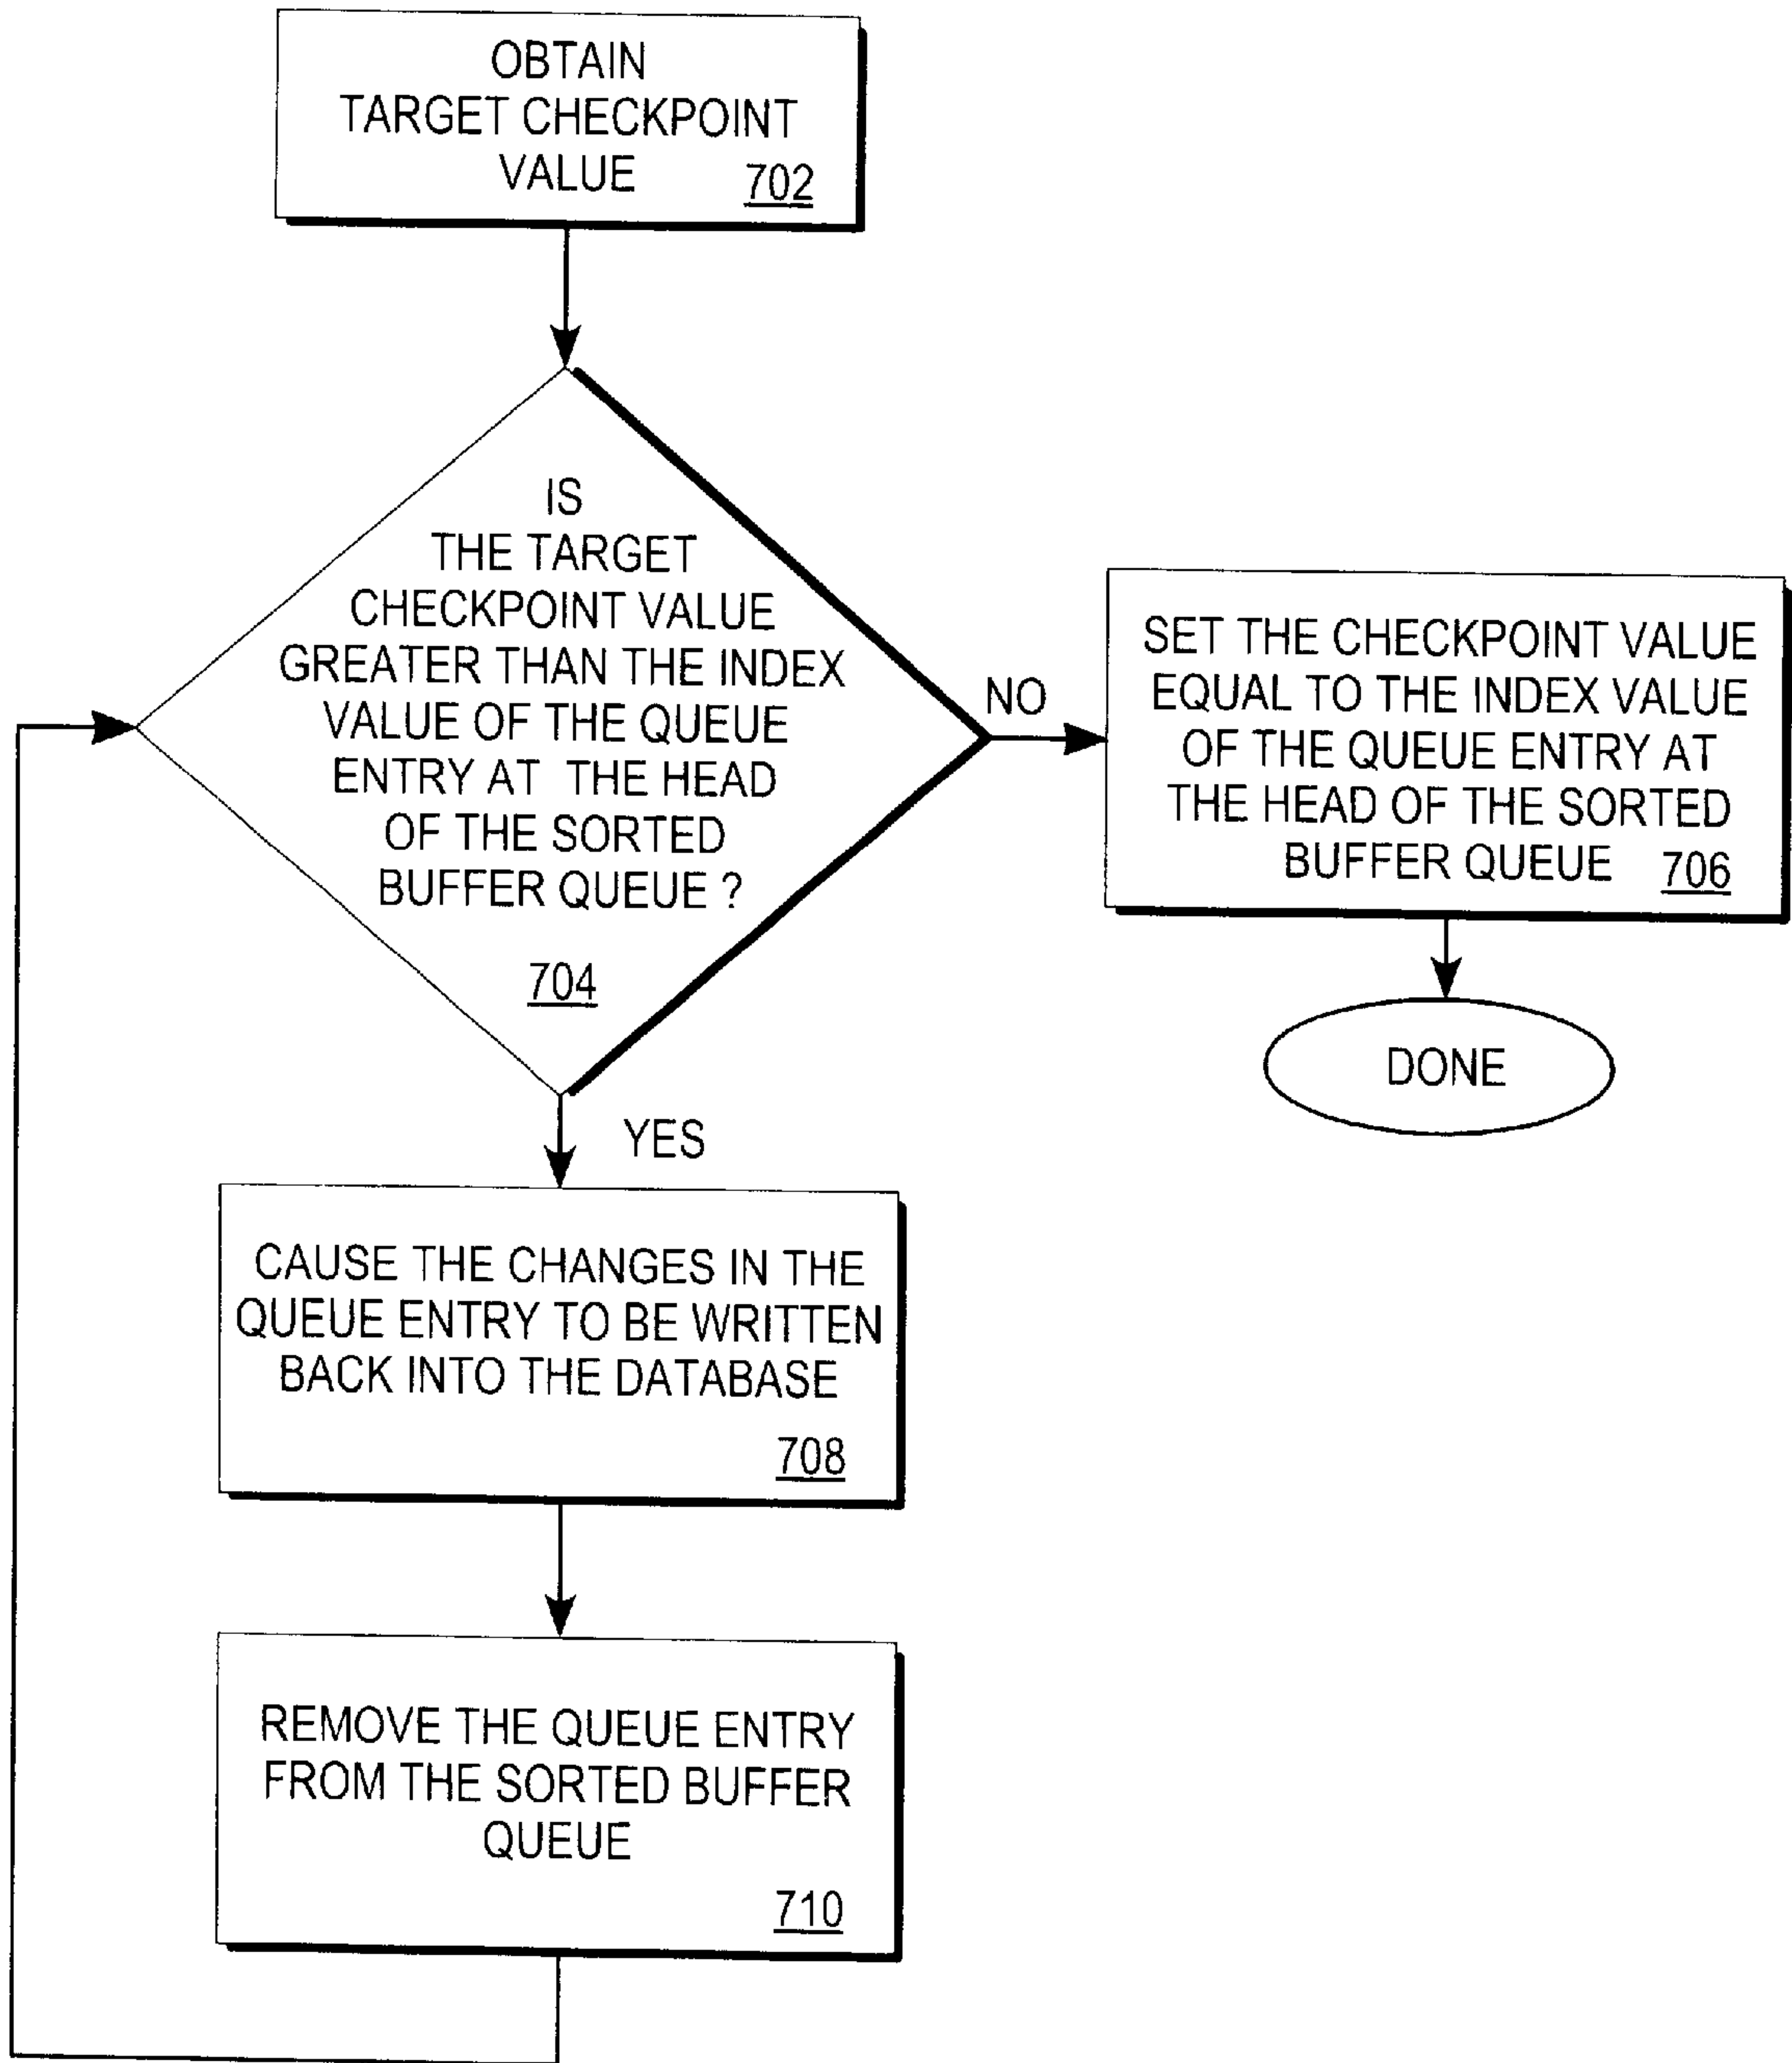 OBTAIN
TARGET CHECKPOINT
VALUE 702
IS
THE TARGET
CHECKPOINT VALUE
GREATER THAN THE INDEX
VALUE OF THE QUEUE
ENTRY AT THE HEAD
OF THE SORTED
BUFFER QUEUE ?
704
NO
SET THE CHECKPOINT VALUE
EQUAL TO THE INDEX VALUE
OF THE QUEUE ENTRY AT
THE HEAD OF THE SORTED
BUFFER QUEUE 706
DONE
YES
CAUSE THE CHANGES IN THE
QUEUE ENTRY TO BE WRITTEN
BACK INTO THE DATABASE
708
REMOVE THE QUEUE ENTRY
FROM THE SORTED BUFFER
QUEUE
710